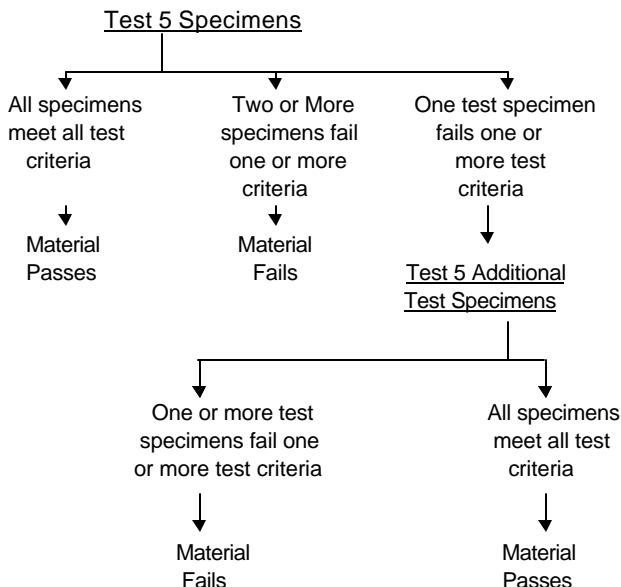 Test 5 Specimens
All specimens
meet all test
criteria
Two or More
specimens fail
one or more
criteria
One test specimen
fails one or
more test
criteria
Material
Passes
Material
Fails
Test 5 Additional
Test Specimens
One or more test
specimens fail one
or more test criteria
All specimens
meet all test
criteria
Material
Fails
Material
Passes